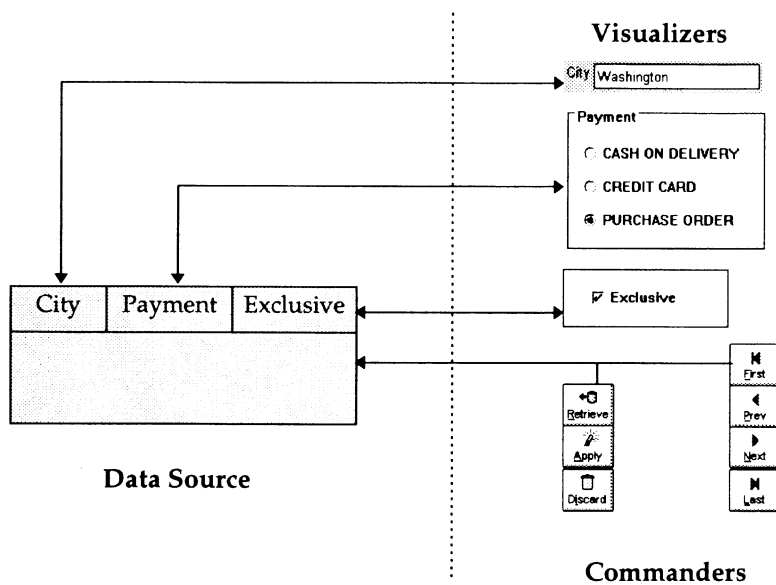 Visualizers
City Washington
Payment
CASH ON DELIVERY
CREDIT CARD
PURCHASE ORDER
City Payment Exclusive
Exclusive
First
Retrieve Prev
Apply Next
Discard Last
Data Source
Commanders